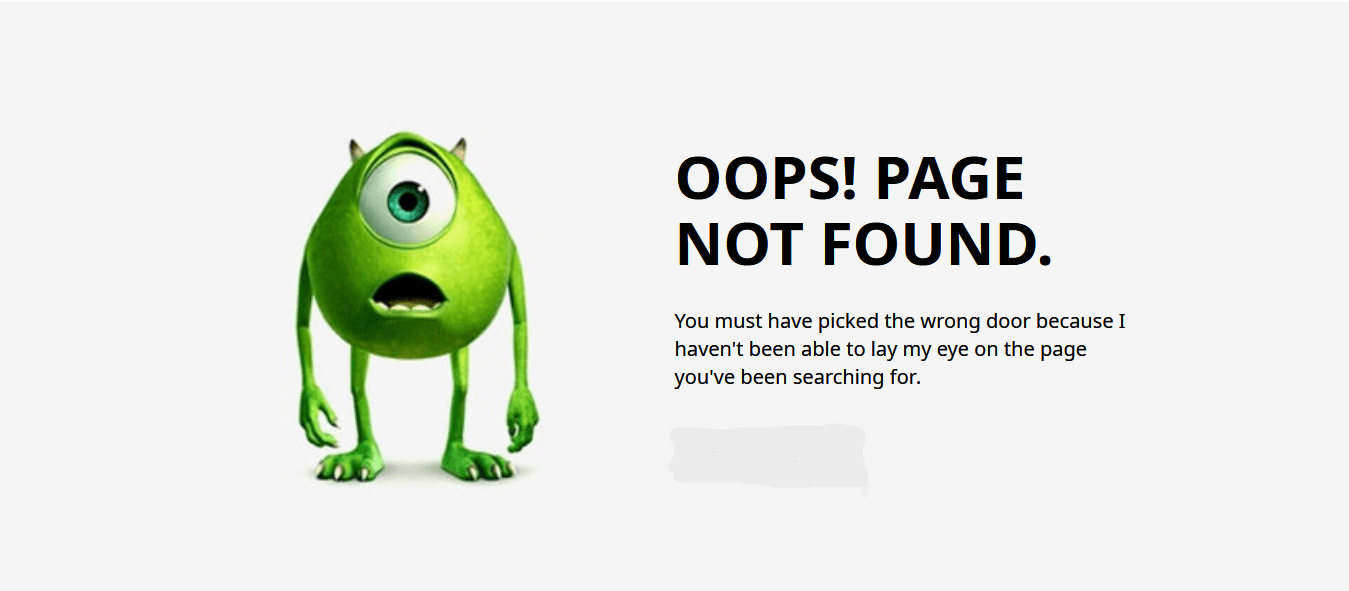 OOPS! PAGE
NOT FOUND.
You must have picked the wrong door because I
haven't been able to lay my eye on the page
you've been searching for.